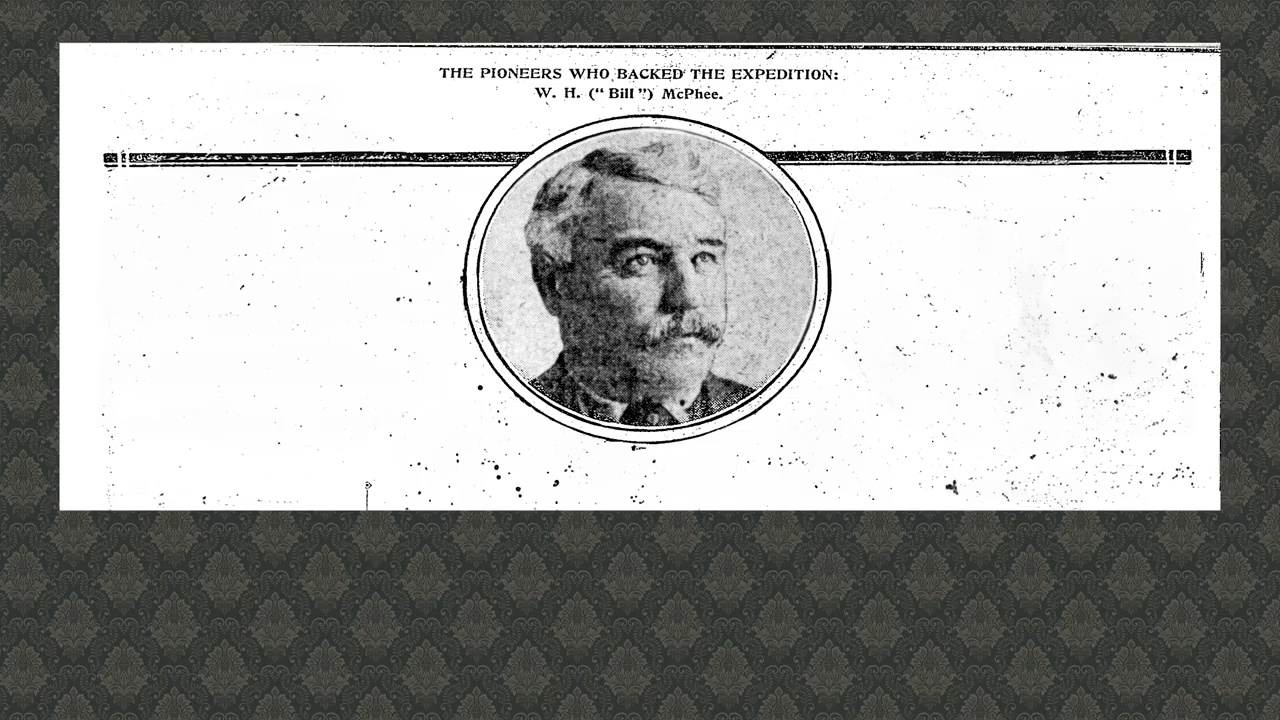 THE PIONEERS WHO BACKED THE EXPEDITION:
W. H. (“ Bill ”) McPhee.